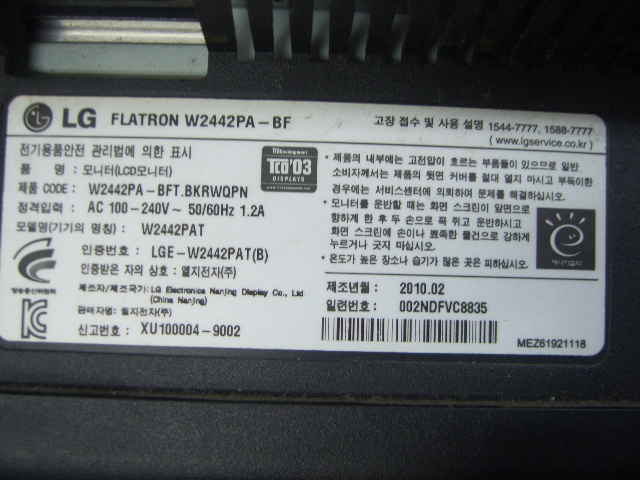 LG FLATRON W2442PA-BF
고장 접수 및 사용 설명 1544-7777, 1588-7777
( www.lgservice.co.kr )
전기용품안전 관리법에 의한 표시
품 명 : 모니터(LCD모니터)
제품 CODE: W2442PA-BFT.BKRWQPN
정격입력 : AC 100-240V~ 50/60Hz 1.2A
모델명(기기의 명칭) W2442PAT
인증번호 : LGE-W2442PAT(B)
인증받은 자의 상호 : 엘지전자(주)
방송통신위원회
제조자/제조국가: LG Electronics Nanjing Display Co., Ltd
(China Nanjing)
판매자명: 엘지전자(주)
신고번호 : XU100004-9002
TCO'03
DISPLAYS
* 제품의 내부에는 고전압이 흐르는 부품들이 있으므로 일반
소비자께서는 제품의 뒷면 커버를 절대 열지 마시고 부득이한
경우에는 서비스센터에 의뢰하여 문제를 해결하십시오.
* 모니터를 운반할 때에는 화면 스크린이 앞면으로
향하게 한 후 두 손으로 꼭 쥐고 운반하시고
화면 스크린에 손이나 뾰족한 물건으로 강하게
누르거나 긋지 마십시오.
* 온도가 높은 장소나 습기가 많은 곳은 피하십시오.
에너지절약
제조년월 : 2010.02
일련번호: 002NDFVC8835
MEZ61921118